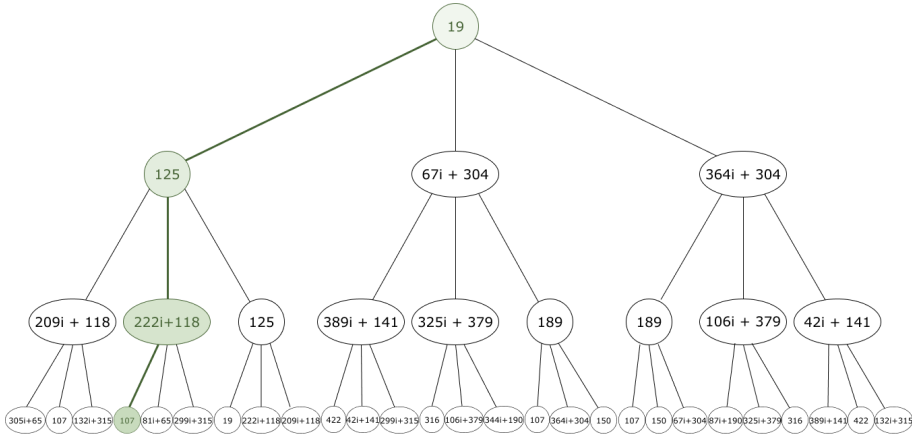 19
125
67i + 304
364i + 304
209i + 118
222i+118
125
389i + 141
325i + 379
189
189
106i + 379
42i + 141
305i+65
107
132i+315
107
81i+65
299i+315
19
222i+118
209i+118
422
42i+141
299i+315
316
106i+379
344i+190
107
364i+304
150
107
150
67i+304
87i+190
325i+379
316
389i+141
422
132i+315